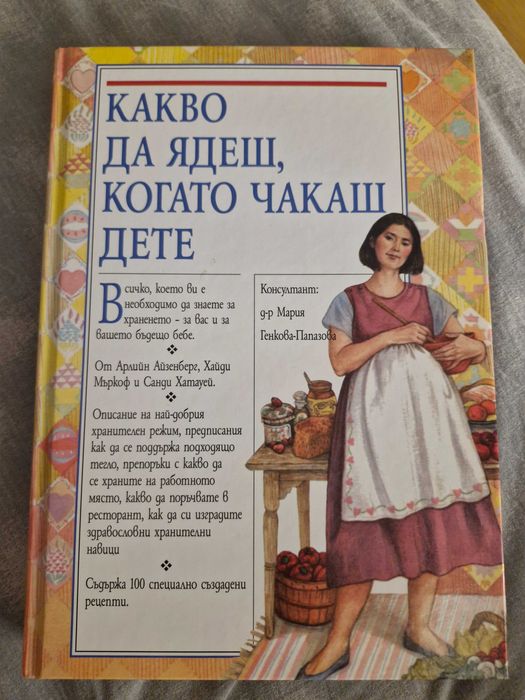 КАКВО
ДА ЯДЕШ,
КОГАТО ЧАКАШ
ДЕТЕ
Всичко, което ви е
необходимо да знаете за
храненето - за вас и за
вашето бъдещо бебе.
От Арлийн Айзенберг, Хайди
Мъркоф и Санди Хатауей.
Описание на най-добрия
хранителен режим, предписания
как да се поддържа подходящо
тегло, препоръки с какво да
се храните на работното
място, какво да поръчвате в
ресторант, как да си изградите
здравословни хранителни
навици
Съдържа 100 специално създадени
рецепти.
Консултант:
д-р Мария
Генкова-Папазова